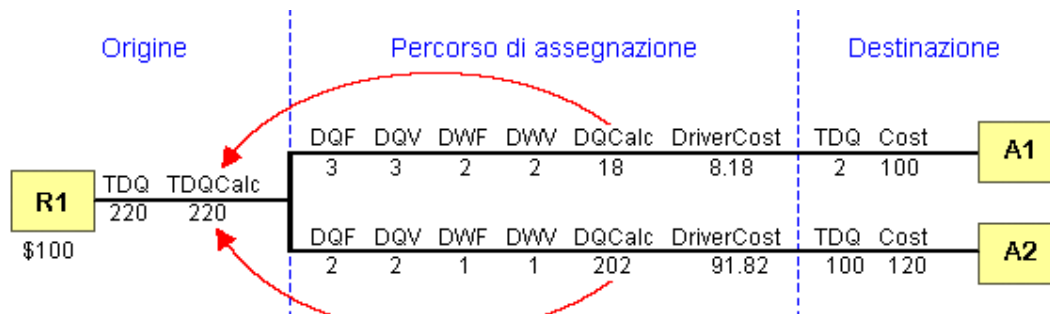 Origine Percorso di assegnazione Destinazione
DQF DQV DWF DWV DQCalc DriverCost TDQ Cost
A1
3 3 2 2 18 8.18 2 100
TDQ TDQCalc
R1
220 220
$100
DQF DQV DWF DWV DQCalc DriverCost TDQ Cost
A2
2 2 1 1 202 91.82 100 120